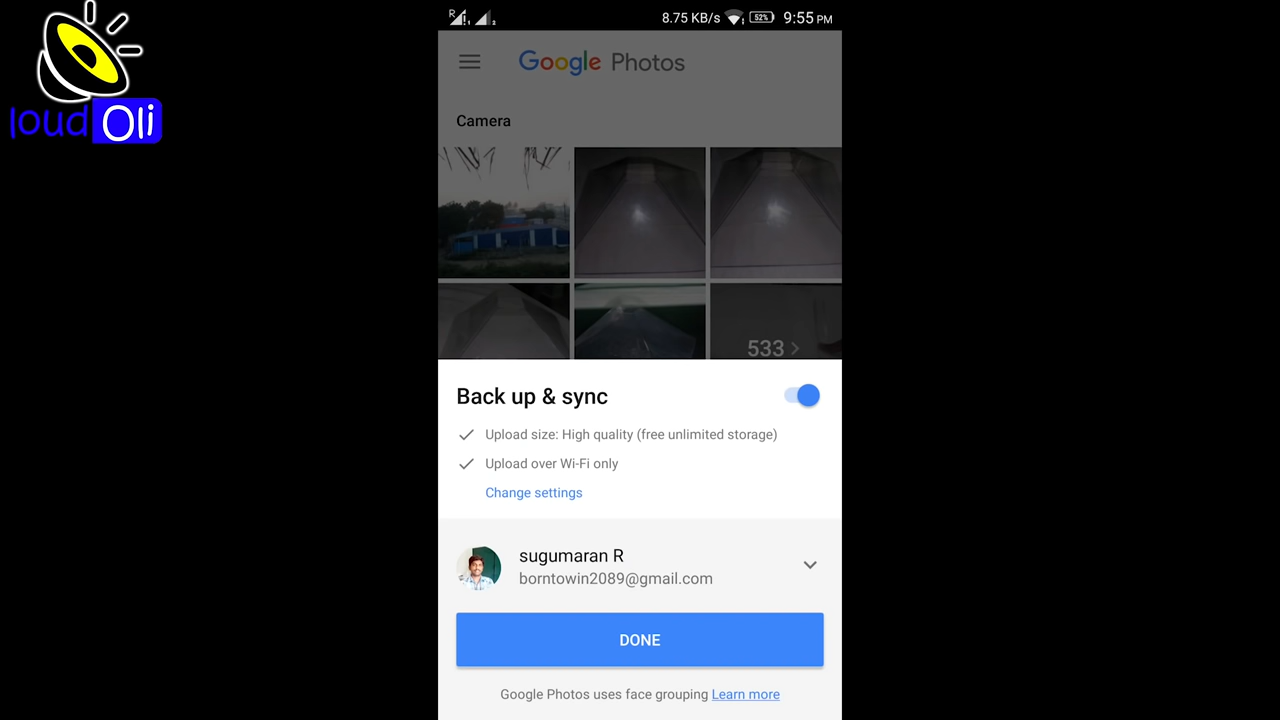 R
8.75 KB/s 52% 9:55 PM
loud Oli
Google Photos
Camera
533
Back up & sync
Upload size: High quality (free unlimited storage)
Upload over Wi-Fi only
Change settings
sugumaran R
borntowin2089@gmail.com
DONE
Google Photos uses face grouping Learn more